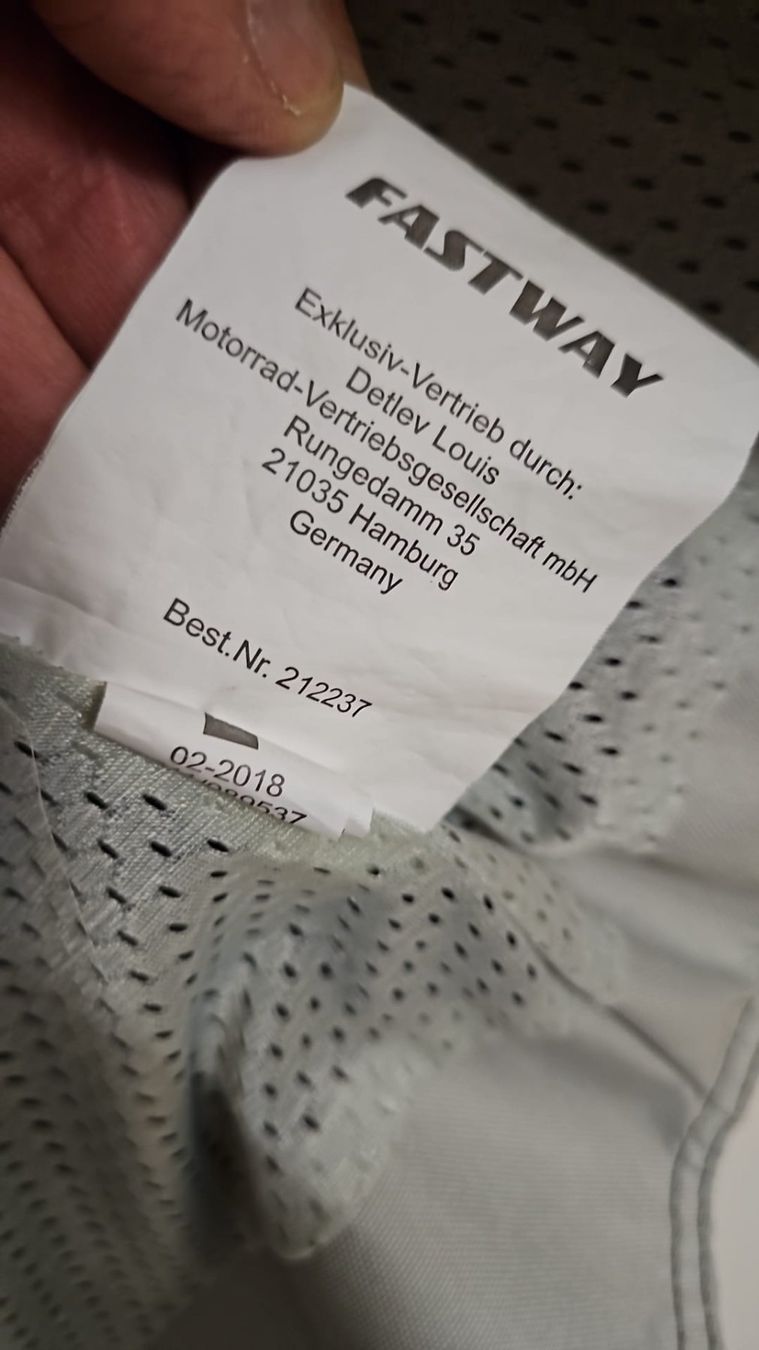 FASTWAY
Exklusiv-Vertrieb durch:
Detlev Louis
Motorrad-Vertriebsgesellschaft mbH
Rungedamm 35
21035 Hamburg
Germany
Best.Nr. 212237
02-2018